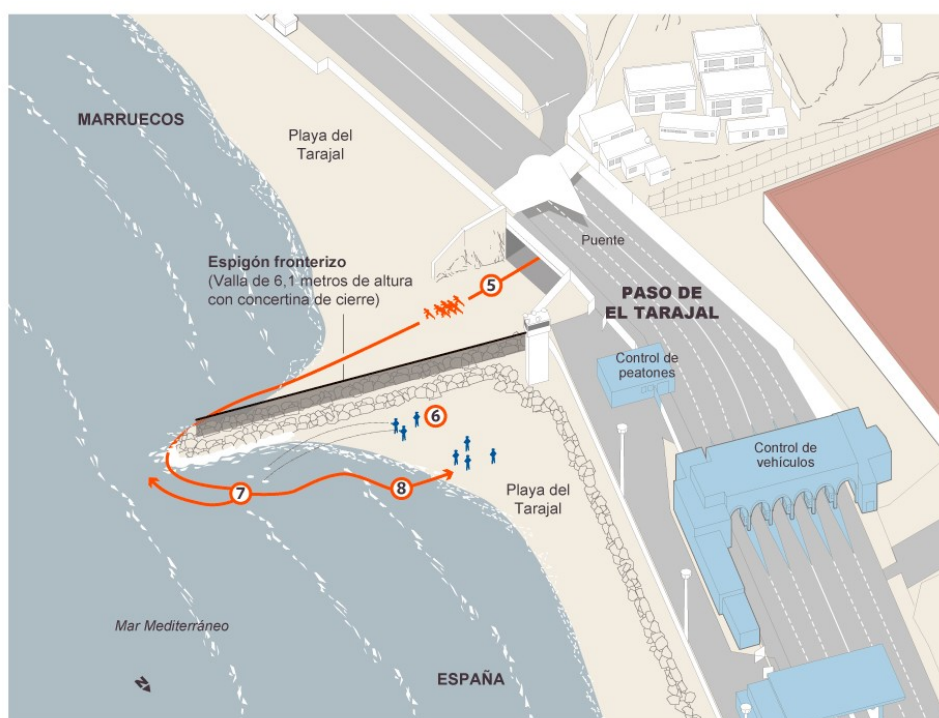 MARRUECOS
Playa del
Tarajal
Puente
Espigón fronterizo
(Valla de 6,1 metros de altura
con concertina de cierre)
5
PASO DE
EL TARAJAL
Control de
peatones
6
Control de
vehículos
7
8
Playa del
Tarajal
Mar Mediterráneo
N
ESPAÑA